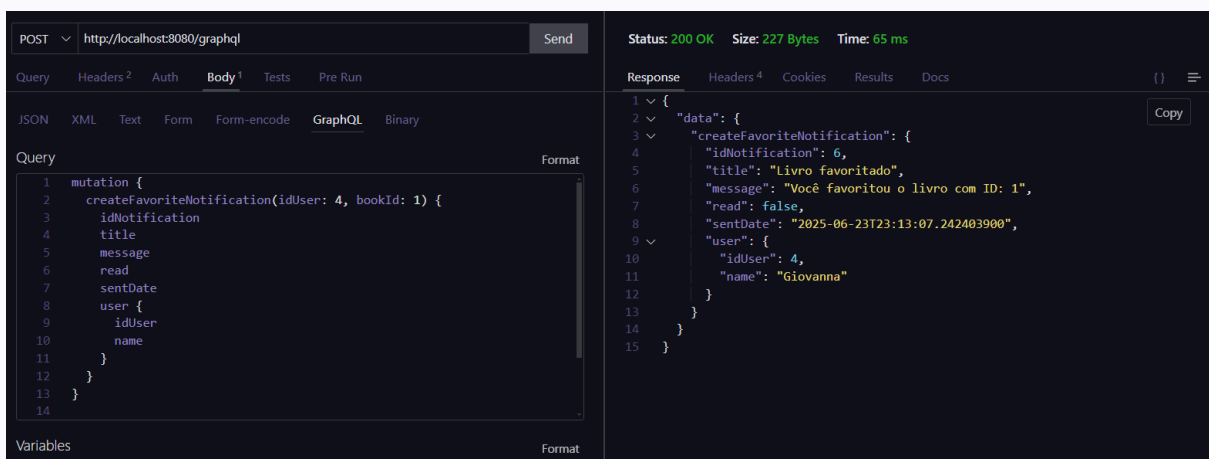 POST http://localhost:8080/graphql Send
Query Headers 2 Auth Body 1 Tests Pre Run
JSON XML Text Form Form-encode GraphQL Binary
Query Format
1 mutation {
2 createFavoriteNotification(idUser: 4, bookId: 1) {
3 idNotification
4 title
5 message
6 read
7 sentDate
8 user {
9 idUser
10 name
11 }
12 }
13 }
14
Variables Format
Status: 200 OK Size: 227 Bytes Time: 65 ms
Response Headers 4 Cookies Results Docs { }
Copy
1 {
2 "data": {
3 "createFavoriteNotification": {
4 "idNotification": 6,
5 "title": "Livro favoritado",
6 "message": "Você favoritou o livro com ID: 1",
7 "read": false,
8 "sentDate": "2025-06-23T23:13:07.242403900",
9 "user": {
10 "idUser": 4,
11 "name": "Giovanna"
12 }
13 }
14 }
15 }